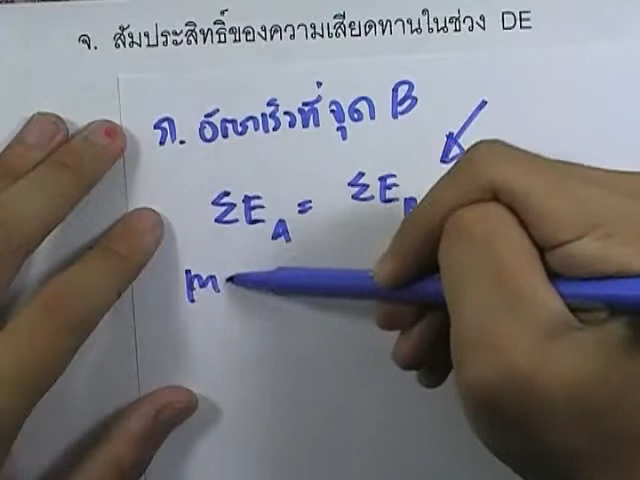 จ. สัมประสิทธิ์ของความเสียดทานในช่วง DE
ก. อัตราเร็วที่จุด B
ΣE_A = ΣE
m